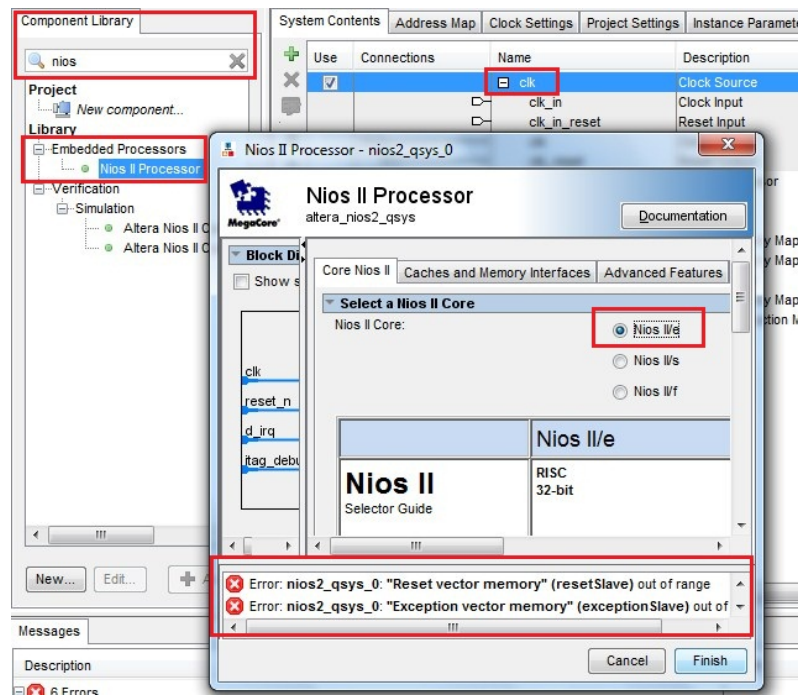 Component Library
nios
Project
New component...
Library
Embedded Processors
Nios II Processor
Verification
Simulation
Altera Nios II C
Altera Nios II C
New... Edit...
System Contents Address Map Clock Settings Project Settings Instance Paramete
Use Connections Name Description
clk Clock Source
clk_in Clock Input
clk_in_reset Reset Input
Nios II Processor - nios2_qsys_0
MegaCore'
Nios II Processor
altera_nios2_qsys
Documentation
Block Di
Show s
clk
reset_n
d_irq
jtag_debu
Core Nios II Caches and Memory Interfaces Advanced Features
Select a Nios II Core
Nios II Core:
Nios II/e
Nios II/s
Nios II/f
Nios II/e
Nios II
Selector Guide
RISC
32-bit
Error: nios2_qsys_0: "Reset vector memory" (resetSlave) out of range
Error: nios2_qsys_0: "Exception vector memory" (exceptionSlave) out of
Cancel Finish
or
y Map
y Map
y Map
ction M
Messages
Description
6 Errors